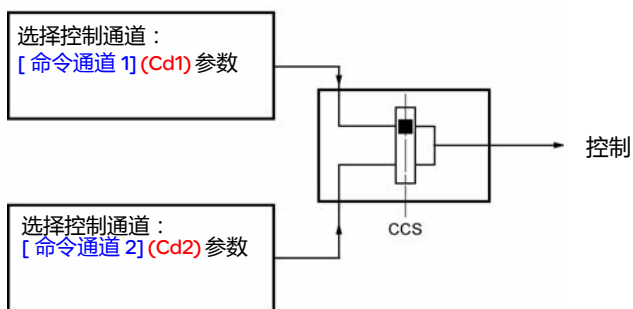 选择控制通道：
[ 命令通道 1] (Cd1) 参数
控制
选择控制通道：
[ 命令通道 2] (Cd2) 参数
CCS